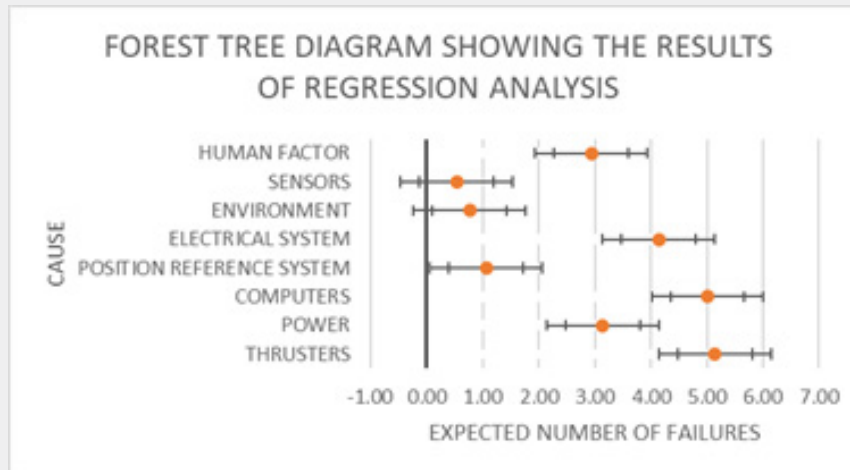 FOREST TREE DIAGRAM SHOWING THE RESULTS
OF REGRESSION ANALYSIS
CAUSE
HUMAN FACTOR
SENSORS
ENVIRONMENT
ELECTRICAL SYSTEM
POSITION REFERENCE SYSTEM
COMPUTERS
POWER
THRUSTERS
-1.00 0.00 1.00 2.00 3.00 4.00 5.00 6.00 7.00
EXPECTED NUMBER OF FAILURES